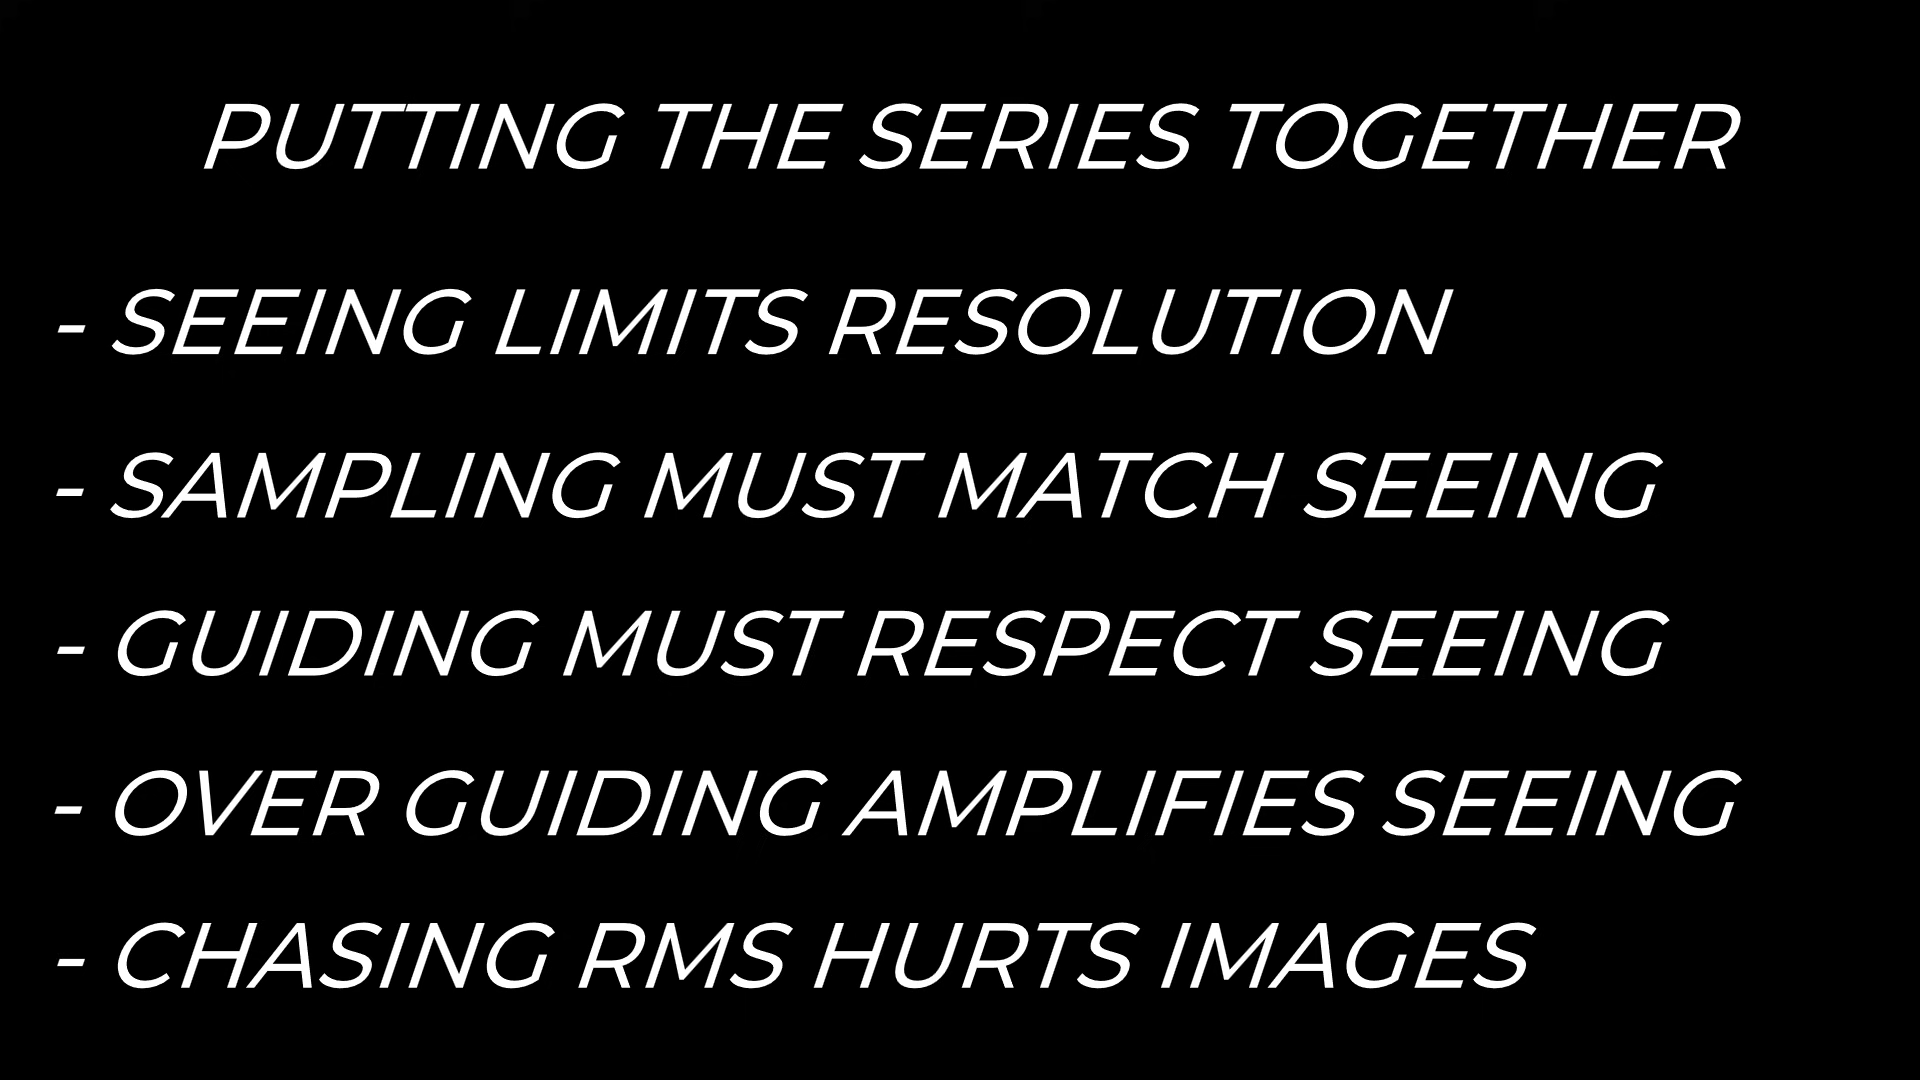 PUTTING THE SERIES TOGETHER
- SEEING LIMITS RESOLUTION
- SAMPLING MUST MATCH SEEING
- GUIDING MUST RESPECT SEEING
- OVER GUIDING AMPLIFIES SEEING
- CHASING RMS HURTS IMAGES